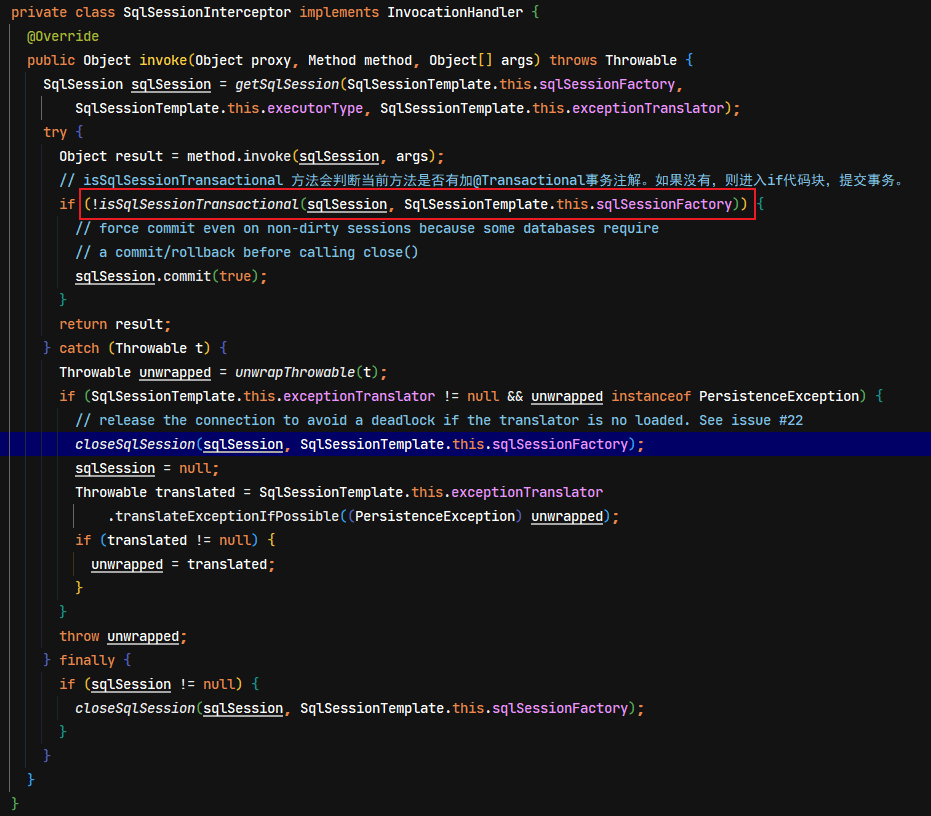 private class SqlSessionInterceptor implements InvocationHandler {
@Override
public Object invoke(Object proxy, Method method, Object[] args) throws Throwable {
SqlSession sqlSession = getSqlSession(SqlSessionTemplate.this.sqlSessionFactory,
SqlSessionTemplate.this.executorType, SqlSessionTemplate.this.exceptionTranslator);
try {
Object result = method.invoke(sqlSession, args);
// isSqlSessionTransactional 方法会判断当前方法是否有加@Transactional事务注解。如果没有，则进入if代码块，提交事务。
if (!isSqlSessionTransactional(sqlSession, SqlSessionTemplate.this.sqlSessionFactory)) {
// force commit even on non-dirty sessions because some databases require
// a commit/rollback before calling close()
sqlSession.commit(true);
}
return result;
} catch (Throwable t) {
Throwable unwrapped = unwrapThrowable(t);
if (SqlSessionTemplate.this.exceptionTranslator != null && unwrapped instanceof PersistenceException) {
// release the connection to avoid a deadlock if the translator is no loaded. See issue #22
closeSqlSession(sqlSession, SqlSessionTemplate.this.sqlSessionFactory);
sqlSession = null;
Throwable translated = SqlSessionTemplate.this.exceptionTranslator
.translateExceptionIfPossible((PersistenceException) unwrapped);
if (translated != null) {
unwrapped = translated;
}
}
throw unwrapped;
} finally {
if (sqlSession != null) {
closeSqlSession(sqlSession, SqlSessionTemplate.this.sqlSessionFactory);
}
}
}
}